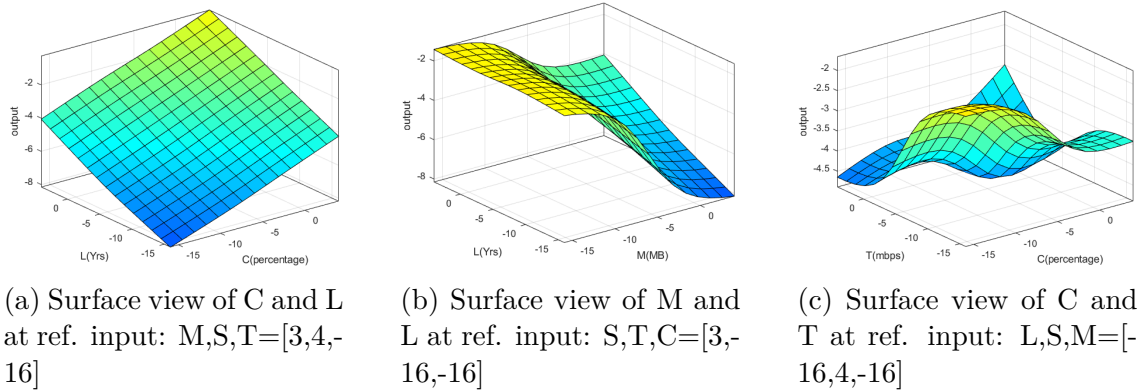 -2
-4
-6
-8
output
0
-5
-10
-15
L(Yrs)
-15
-10
-5
0
C(percentage)
-2
-4
-6
-8
output
0
-5
-10
-15
L(Yrs)
-15
-10
-5
0
M(MB)
-2
-2.5
-3
-3.5
-4
-4.5
output
0
-5
-10
-15
T(mbps)
-15
-10
-5
0
C(percentage)
(a) Surface view of C and L
at ref. input: M,S,T=[3,4,-
16]
(b) Surface view of M and
L at ref. input: S,T,C=[3,-
16,-16]
(c) Surface view of C and
T at ref. input: L,S,M=[-
16,4,-16]